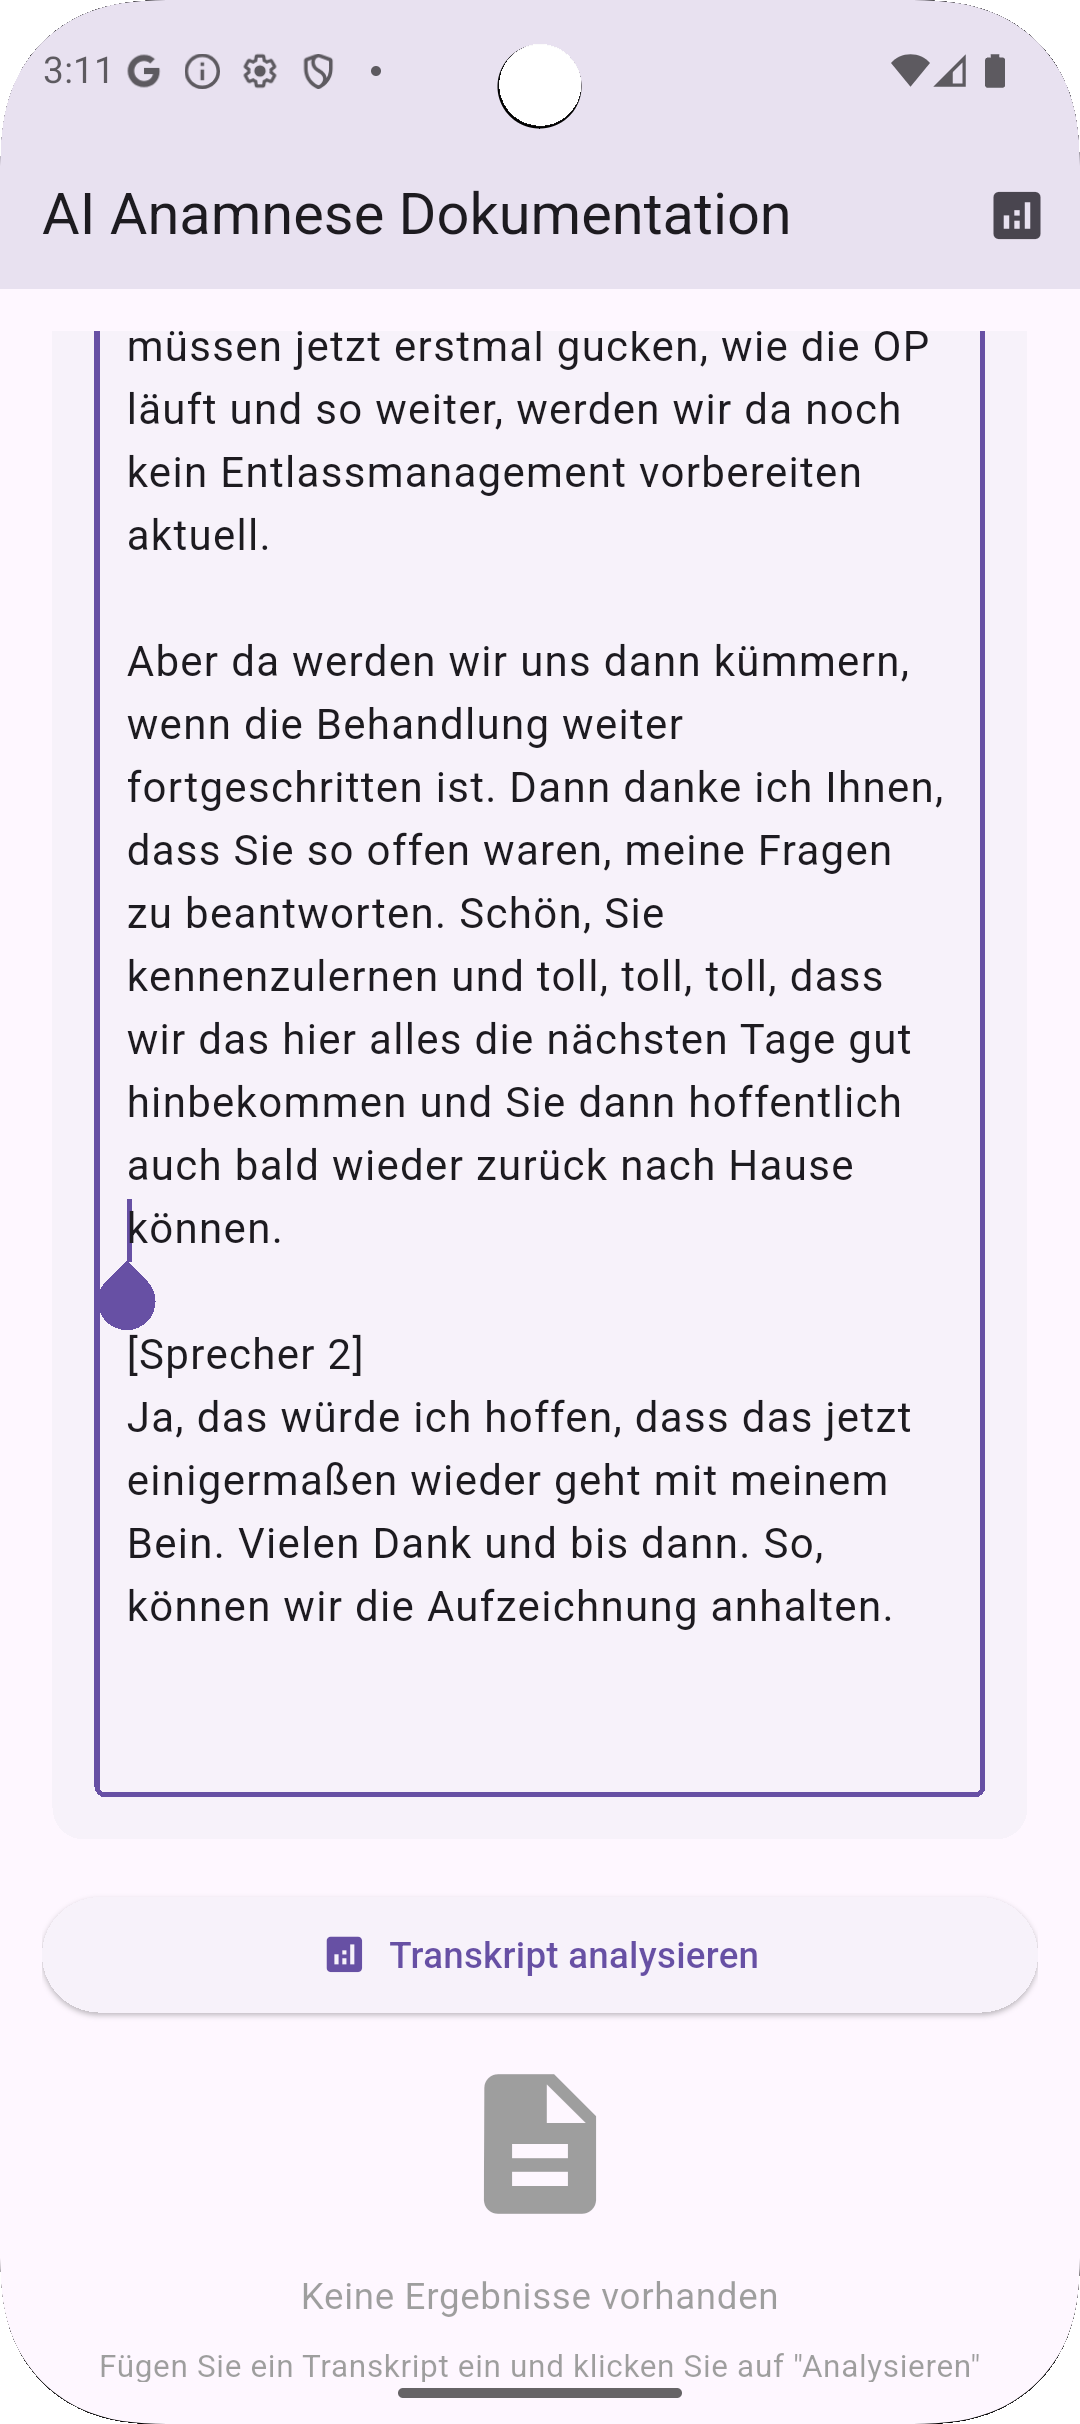 3:11
AI Anamnese Dokumentation
müssen jetzt erstmal gucken, wie die OP
läuft und so weiter, werden wir da noch
kein Entlassmanagement vorbereiten
aktuell.
Aber da werden wir uns dann kümmern,
wenn die Behandlung weiter
fortgeschritten ist. Dann danke ich Ihnen,
dass Sie so offen waren, meine Fragen
zu beantworten. Schön, Sie
kennenzulernen und toll, toll, toll, dass
wir das hier alles die nächsten Tage gut
hinbekommen und Sie dann hoffentlich
auch bald wieder zurück nach Hause
können.
[Sprecher 2]
Ja, das würde ich hoffen, dass das jetzt
einigermaßen wieder geht mit meinem
Bein. Vielen Dank und bis dann. So,
können wir die Aufzeichnung anhalten.
Transkript analysieren
Keine Ergebnisse vorhanden
Fügen Sie ein Transkript ein und klicken Sie auf "Analysieren"